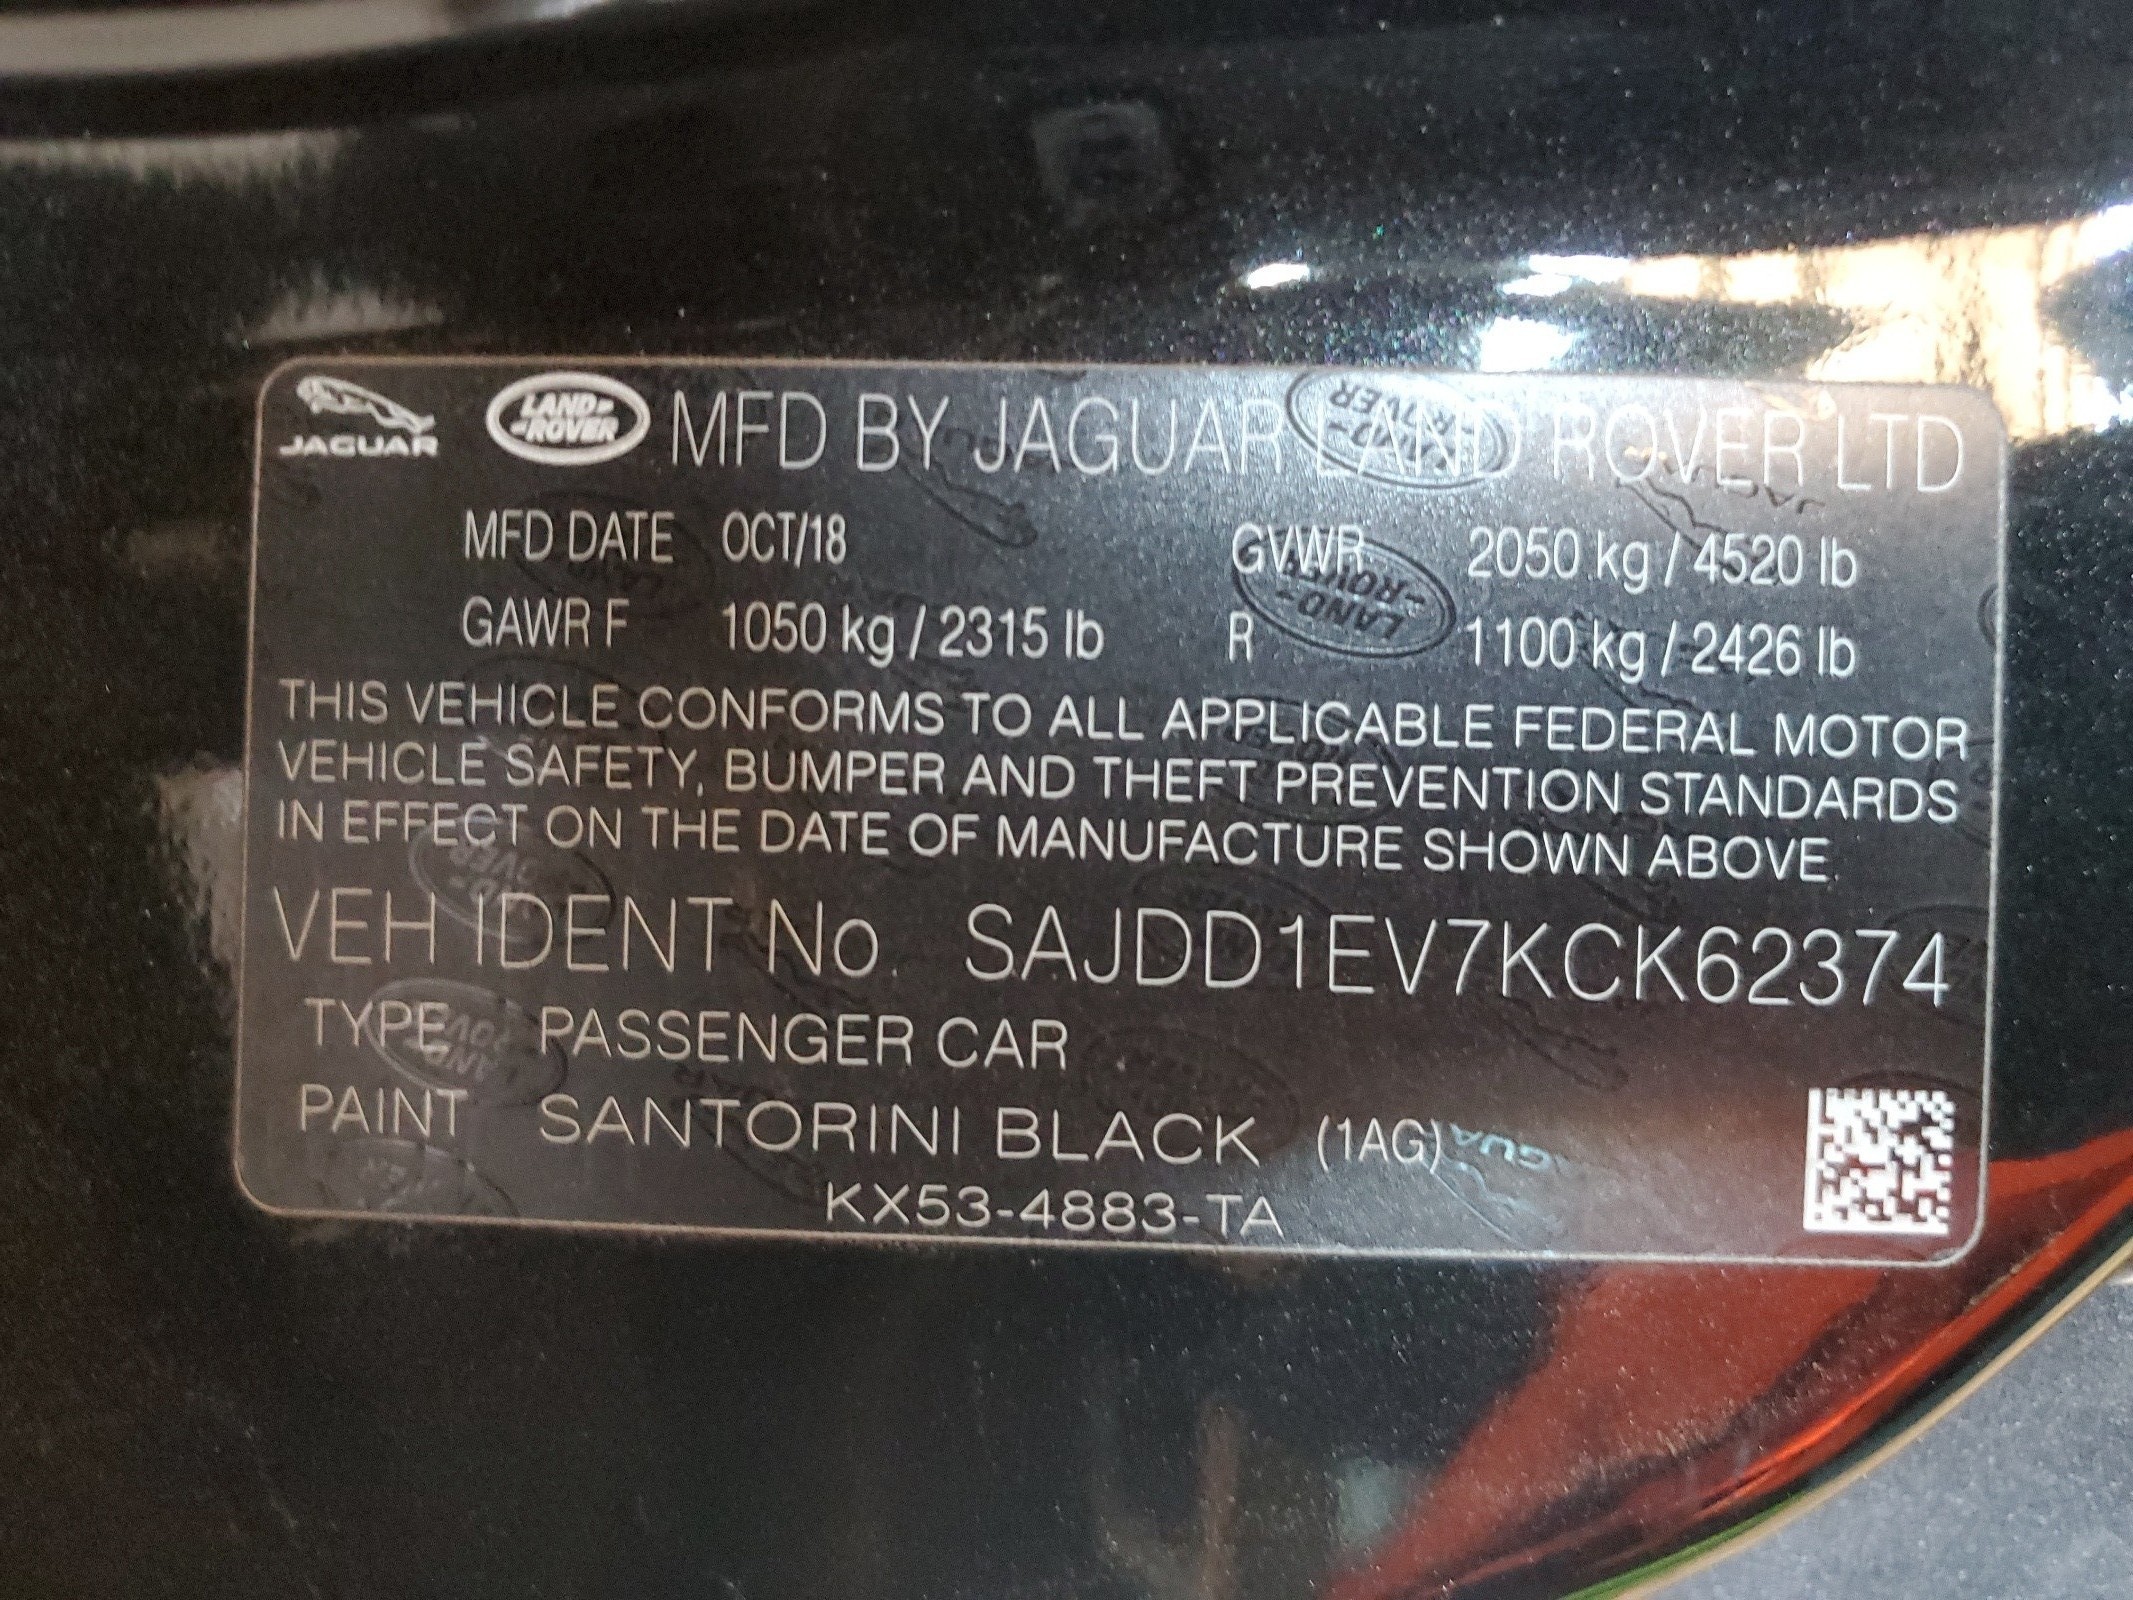 JAGUAR LAND ROVER MFD BY JAGUAR LAND ROVER LTD
MFD DATE OCT/18 GVWR 2050 kg / 4520 lb
GAWR F 1050 kg / 2315 lb R 1100 kg / 2426 lb
THIS VEHICLE CONFORMS TO ALL APPLICABLE FEDERAL MOTOR
VEHICLE SAFETY, BUMPER AND THEFT PREVENTION STANDARDS
IN EFFECT ON THE DATE OF MANUFACTURE SHOWN ABOVE.
VEH IDENT No. SAJDD1EV7KCK62374
TYPE PASSENGER CAR
PAINT SANTORINI BLACK (1AG)
KX53-4883-TA